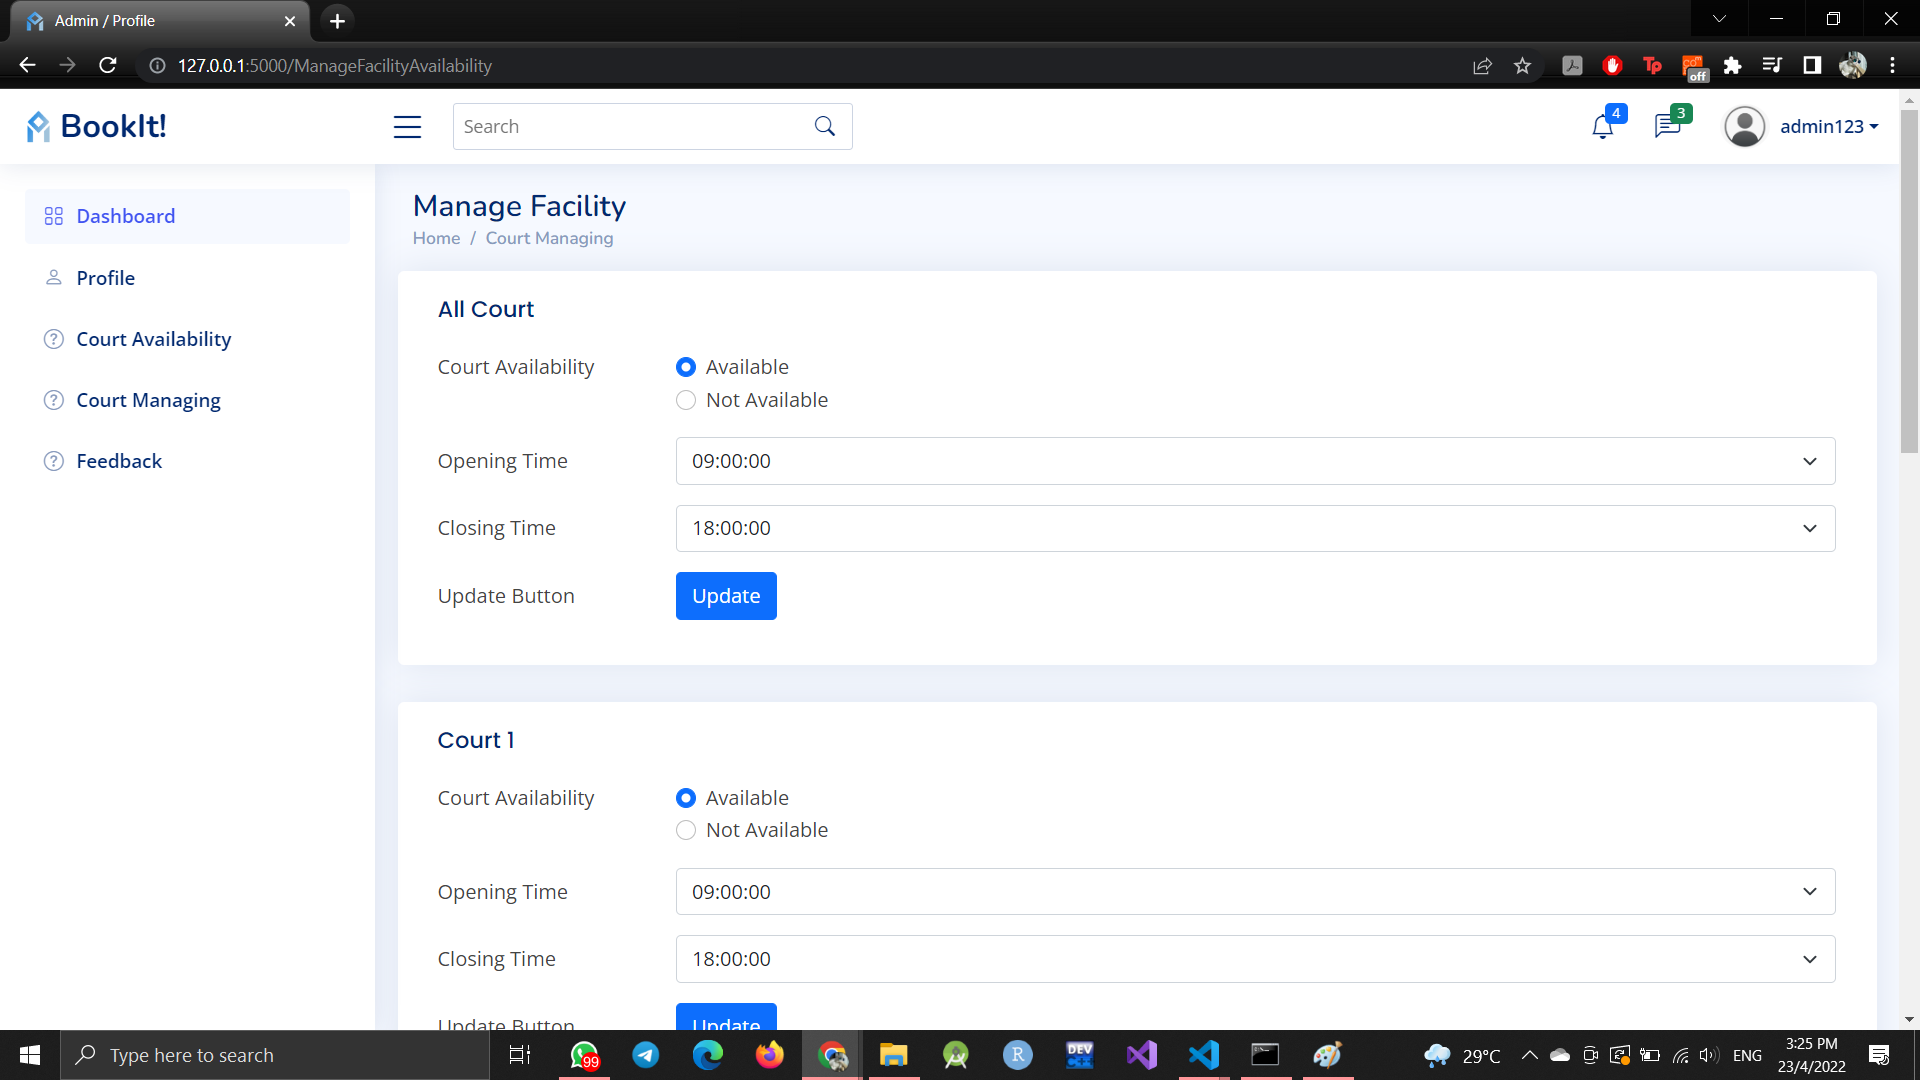 Admin / Profile
127.0.0.1:5000/ManageFacilityAvailability
off
BookIt!
Search
4
3
admin123
Dashboard
Profile
Court Availability
Court Managing
Feedback
Manage Facility
Home / Court Managing
All Court
Court Availability
Available
Not Available
Opening Time
09:00:00
Closing Time
18:00:00
Update Button
Update
Court 1
Court Availability
Available
Not Available
Opening Time
09:00:00
Closing Time
18:00:00
Update Button
Update
Type here to search
99
R
DEV
C++
29°C
ENG
3:25 PM
23/4/2022